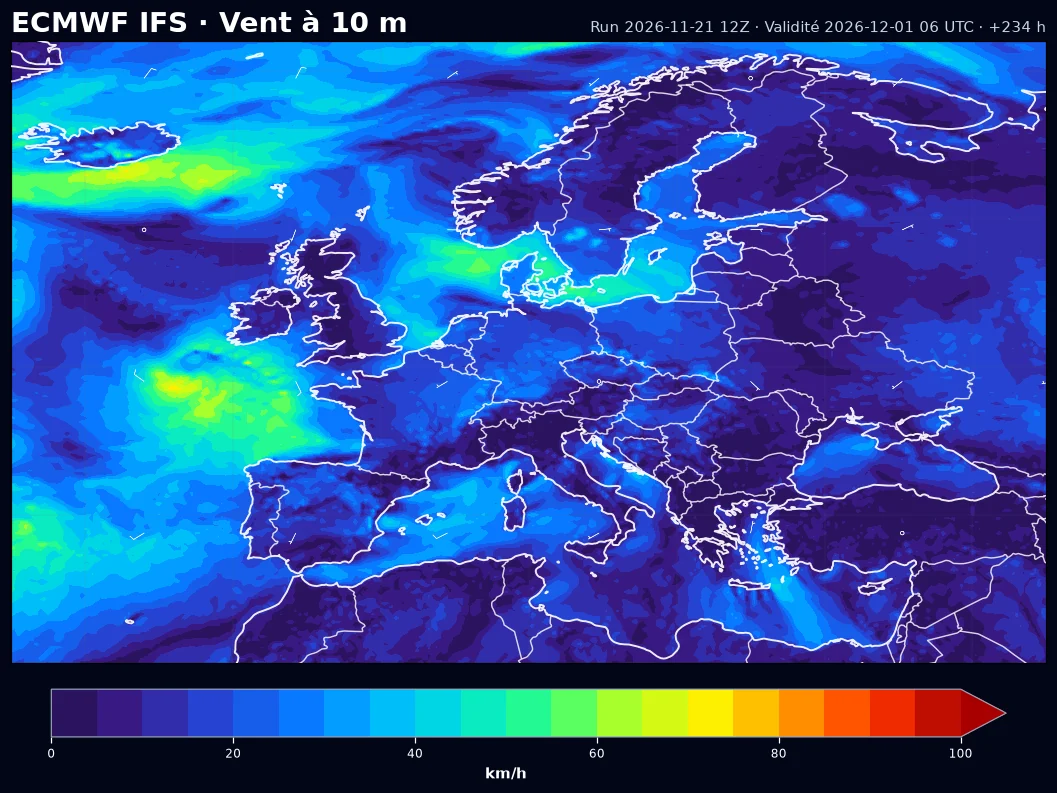 ECMWF IFS · Vent à 10 m
Run 2026-11-21 12Z · Validité 2026-12-01 06 UTC · +234 h
0 20 40 60 80 100
km/h